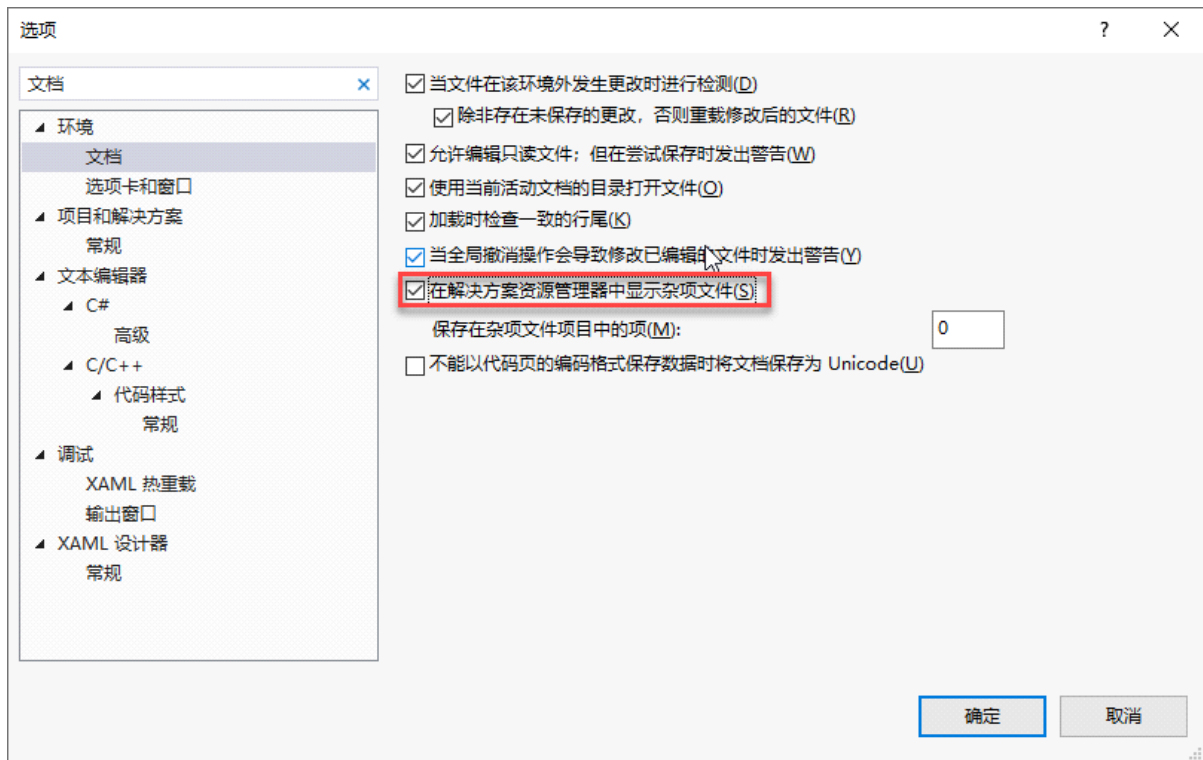 选项
?
文档
环境
文档
选项卡和窗口
项目和解决方案
常规
文本编辑器
C#
高级
C/C++
代码样式
常规
调试
XAML 热重载
输出窗口
XAML 设计器
常规
当文件在该环境外发生更改时进行检测(D)
除非存在未保存的更改，否则重载修改后的文件(R)
允许编辑只读文件；但在尝试保存时发出警告(W)
使用当前活动文档的目录打开文件(O)
加载时检查一致的行尾(K)
当全局撤消操作会导致修改已编辑的文件时发出警告(Y)
在解决方案资源管理器中显示杂项文件(S)
保存在杂项文件项目中的项(M):
0
不能以代码页的编码格式保存数据时将文档保存为 Unicode(U)
确定
取消